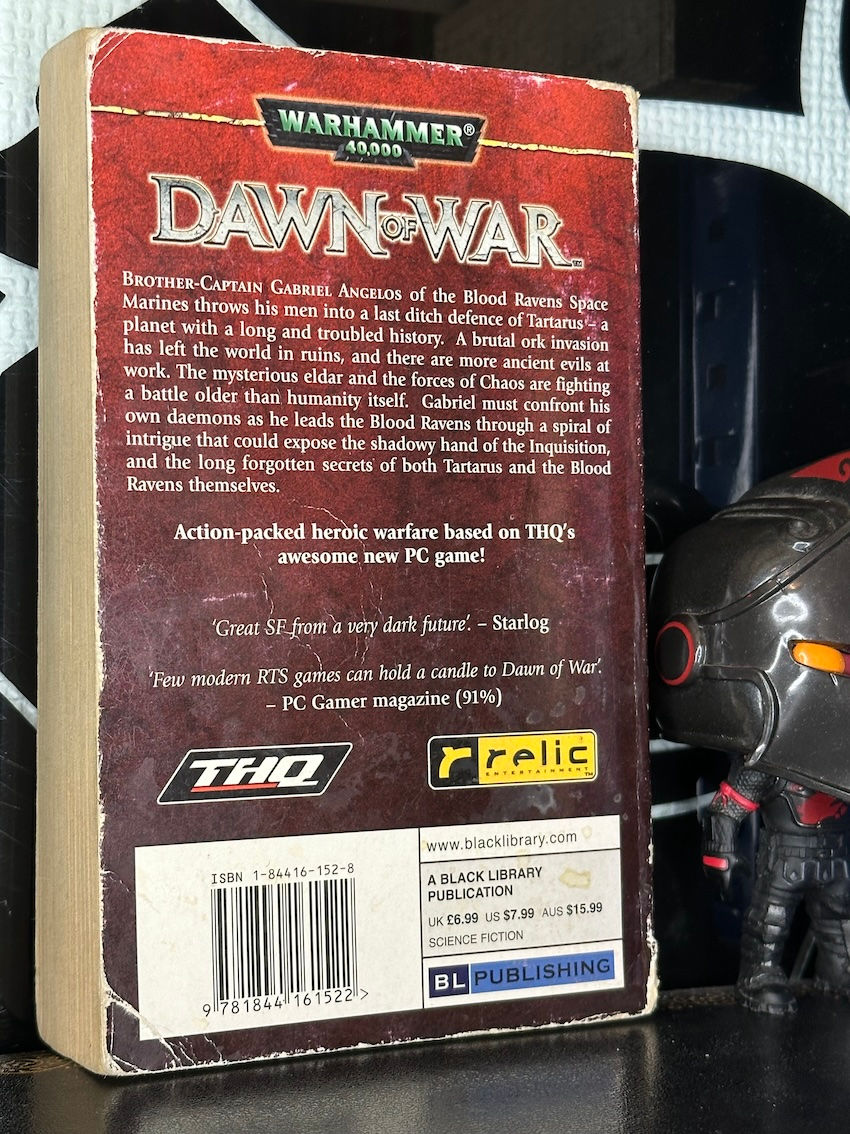 WARHAMMER®
40,000
DAWN OF WAR™
BROTHER-CAPTAIN GABRIEL ANGELOS of the Blood Ravens Space
Marines throws his men into a last ditch defence of Tartarus – a
planet with a long and troubled history. A brutal ork invasion
has left the world in ruins, and there are more ancient evils at
work. The mysterious eldar and the forces of Chaos are fighting
a battle older than humanity itself. Gabriel must confront his
own daemons as he leads the Blood Ravens through a spiral of
intrigue that could expose the shadowy hand of the Inquisition,
and the long forgotten secrets of both Tartarus and the Blood
Ravens themselves.
Action-packed heroic warfare based on THQ's
awesome new PC game!
'Great SF from a very dark future'. – Starlog
'Few modern RTS games can hold a candle to Dawn of War'.
– PC Gamer magazine (91%)
THQ
r relic
ENTERTAINMENT™
ISBN 1-84416-152-8
9 781844 161522 >
www.blacklibrary.com
A BLACK LIBRARY
PUBLICATION
UK £6.99 US $7.99 AUS $15.99
SCIENCE FICTION
BL PUBLISHING